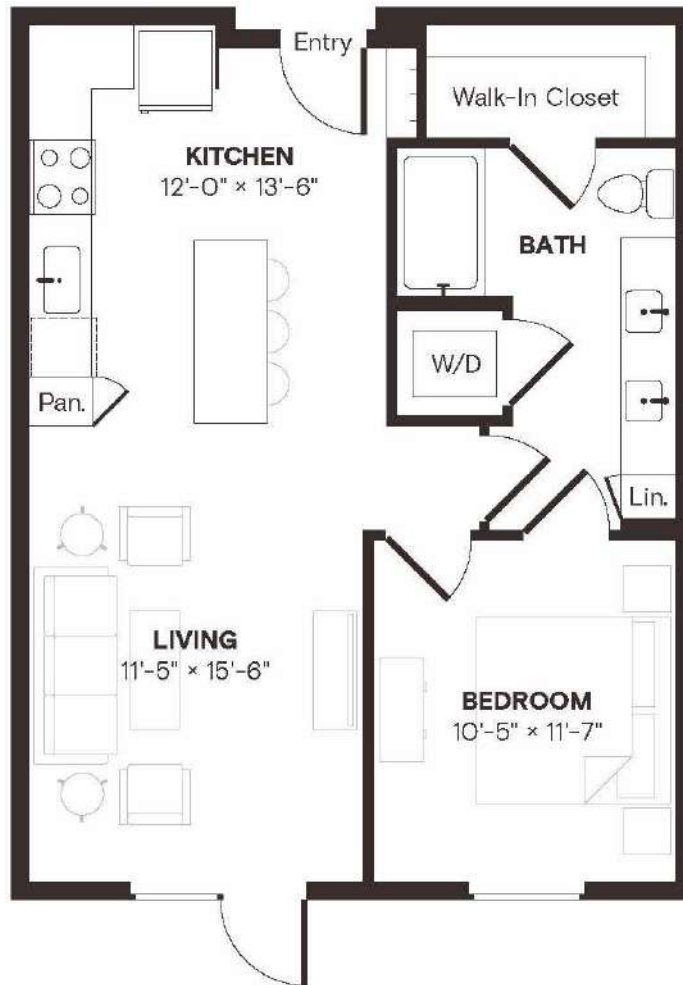 Entry
Walk-In Closet
KITCHEN
12'-0" × 13'-6"
BATH
W/D
Pan.
Lin.
LIVING
11'-5" × 15'-6"
BEDROOM
10'-5" × 11'-7"